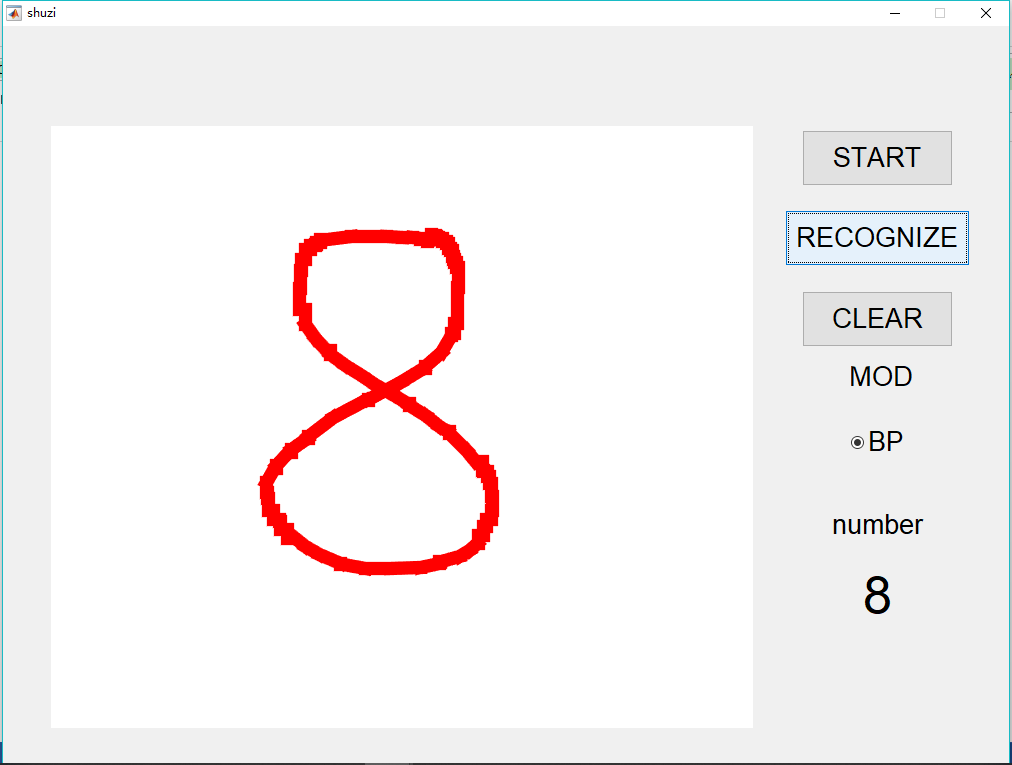 shuzi
8
START
RECOGNIZE
CLEAR
MOD
BP
number
8